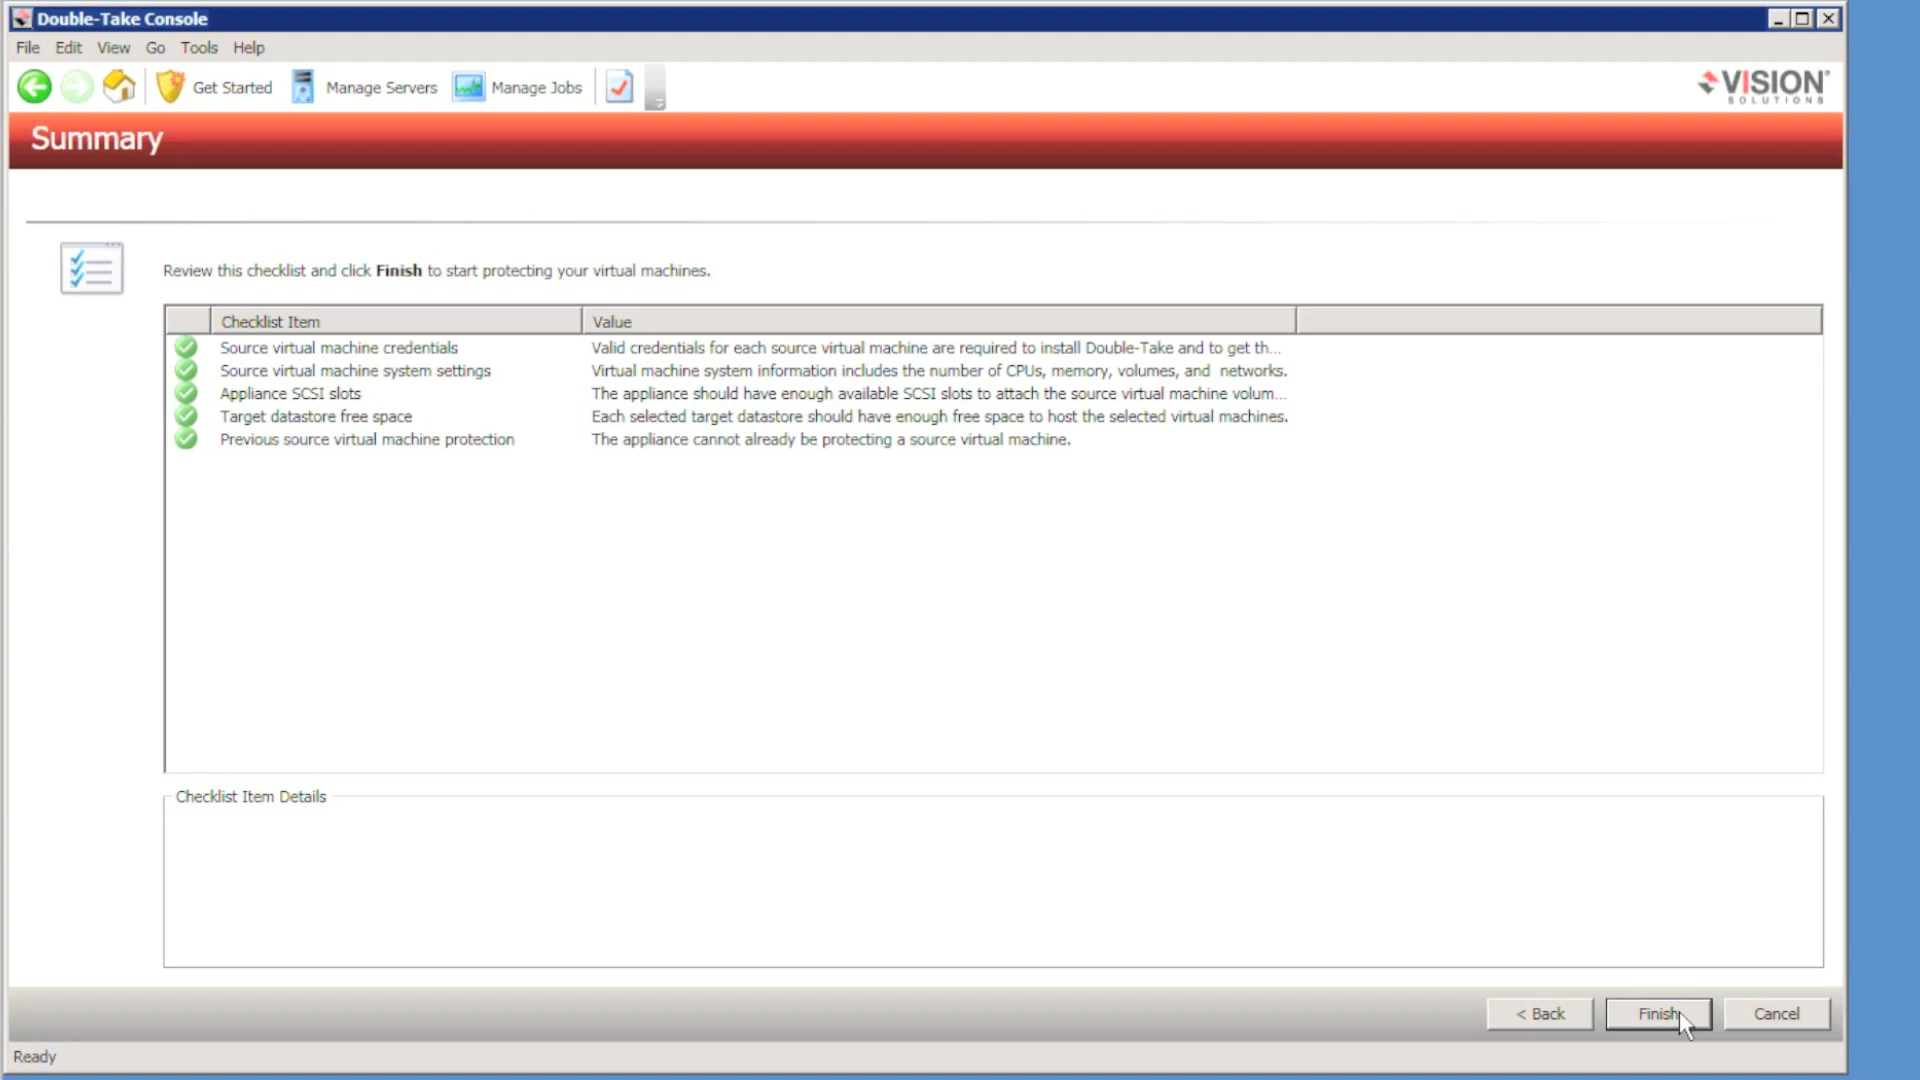 Double-Take Console
File Edit View Go Tools Help
Get Started Manage Servers Manage Jobs
VISION
SOLUTIONS
Summary
Review this checklist and click Finish to start protecting your virtual machines.
Checklist Item Value
Source virtual machine credentials Valid credentials for each source virtual machine are required to install Double-Take and to get th...
Source virtual machine system settings Virtual machine system information includes the number of CPUs, memory, volumes, and networks.
Appliance SCSI slots The appliance should have enough available SCSI slots to attach the source virtual machine volum...
Target datastore free space Each selected target datastore should have enough free space to host the selected virtual machines.
Previous source virtual machine protection The appliance cannot already be protecting a source virtual machine.
Checklist Item Details
< Back Finish Cancel
Ready